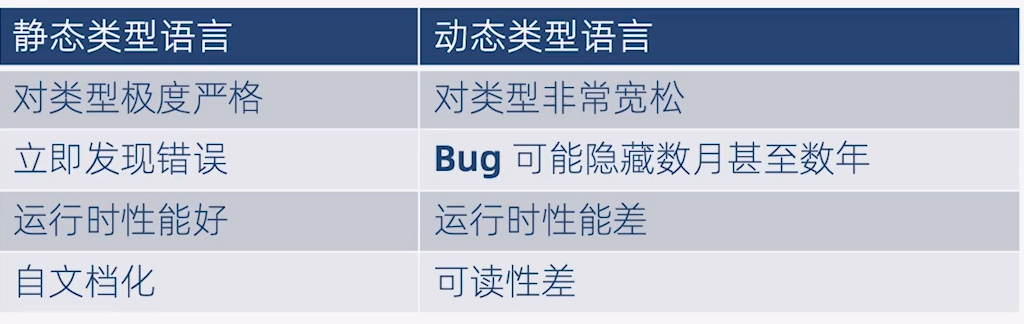 静态类型语言 动态类型语言
对类型极度严格 对类型非常宽松
立即发现错误 Bug 可能隐藏数月甚至数年
运行时性能好 运行时性能差
自文档化 可读性差